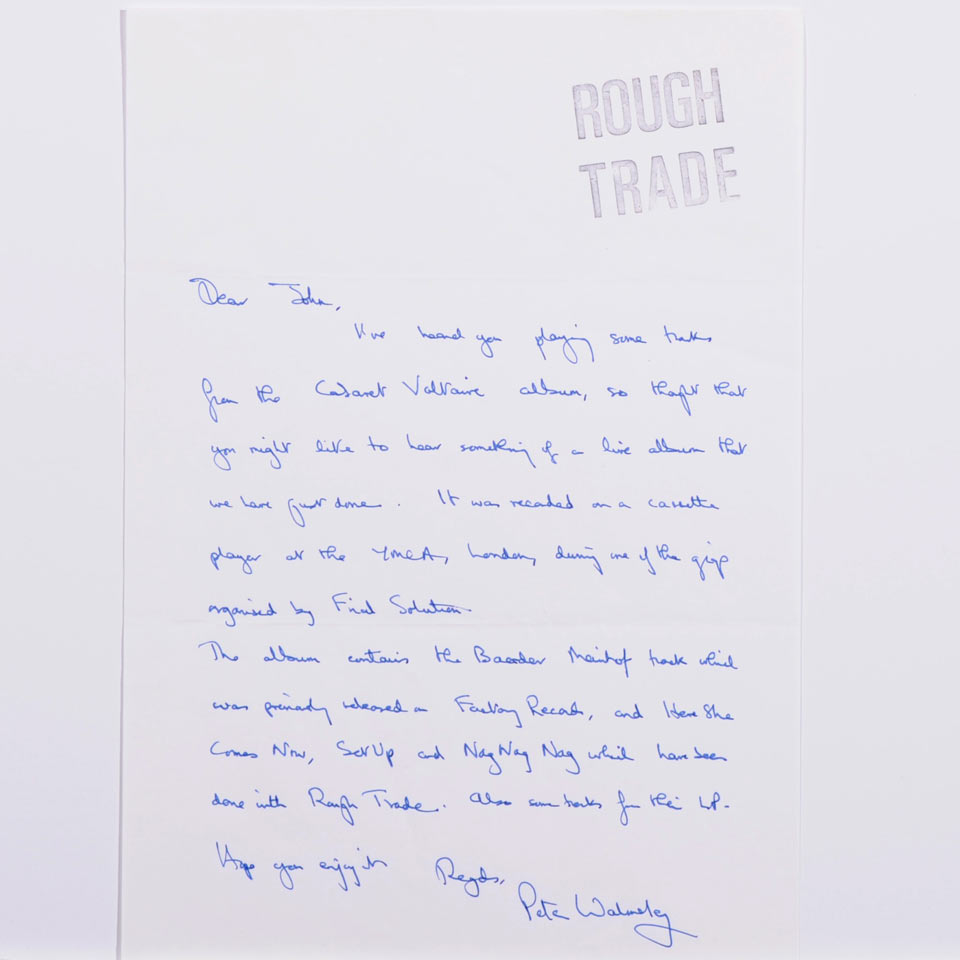 ROUGH
TRADE
Dear John,
I've heard you playing some tracks
from the Cabaret Voltaire album, so thought that
you might like to hear something of a live album that
we have just done. It was recorded on a cassette
player at the YMCA, London, during one of the gigs
organised by Final Solution.
The album contains the Baader Meinhof track which
was previously released on Factory Records, and Here She
Comes Now, Set Up and Nag Nag Nag which have been
done with Rough Trade. Also some tracks from their LP.
Hope you enjoy it
Regds,
Pete Walmsley